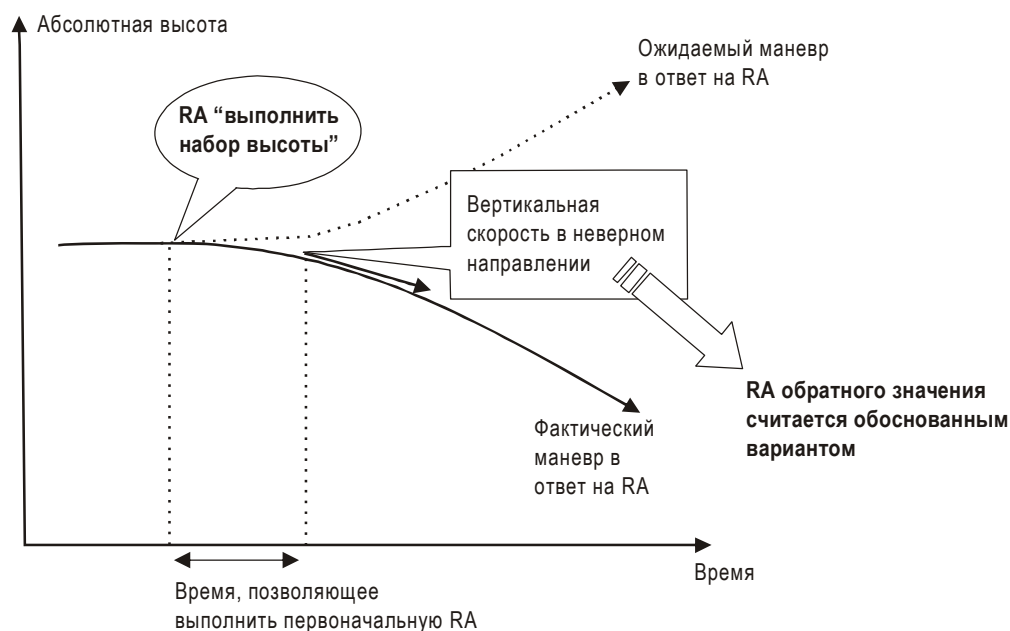 Абсолютная высота
Ожидаемый маневр
в ответ на RA
RA “выполнить
набор высоты”
Вертикальная
скорость в неверном
направлении
RA обратного значения
считается обоснованным
вариантом
Фактический
маневр в
ответ на RA
Время
Время, позволяющее
выполнить первоначальную RA